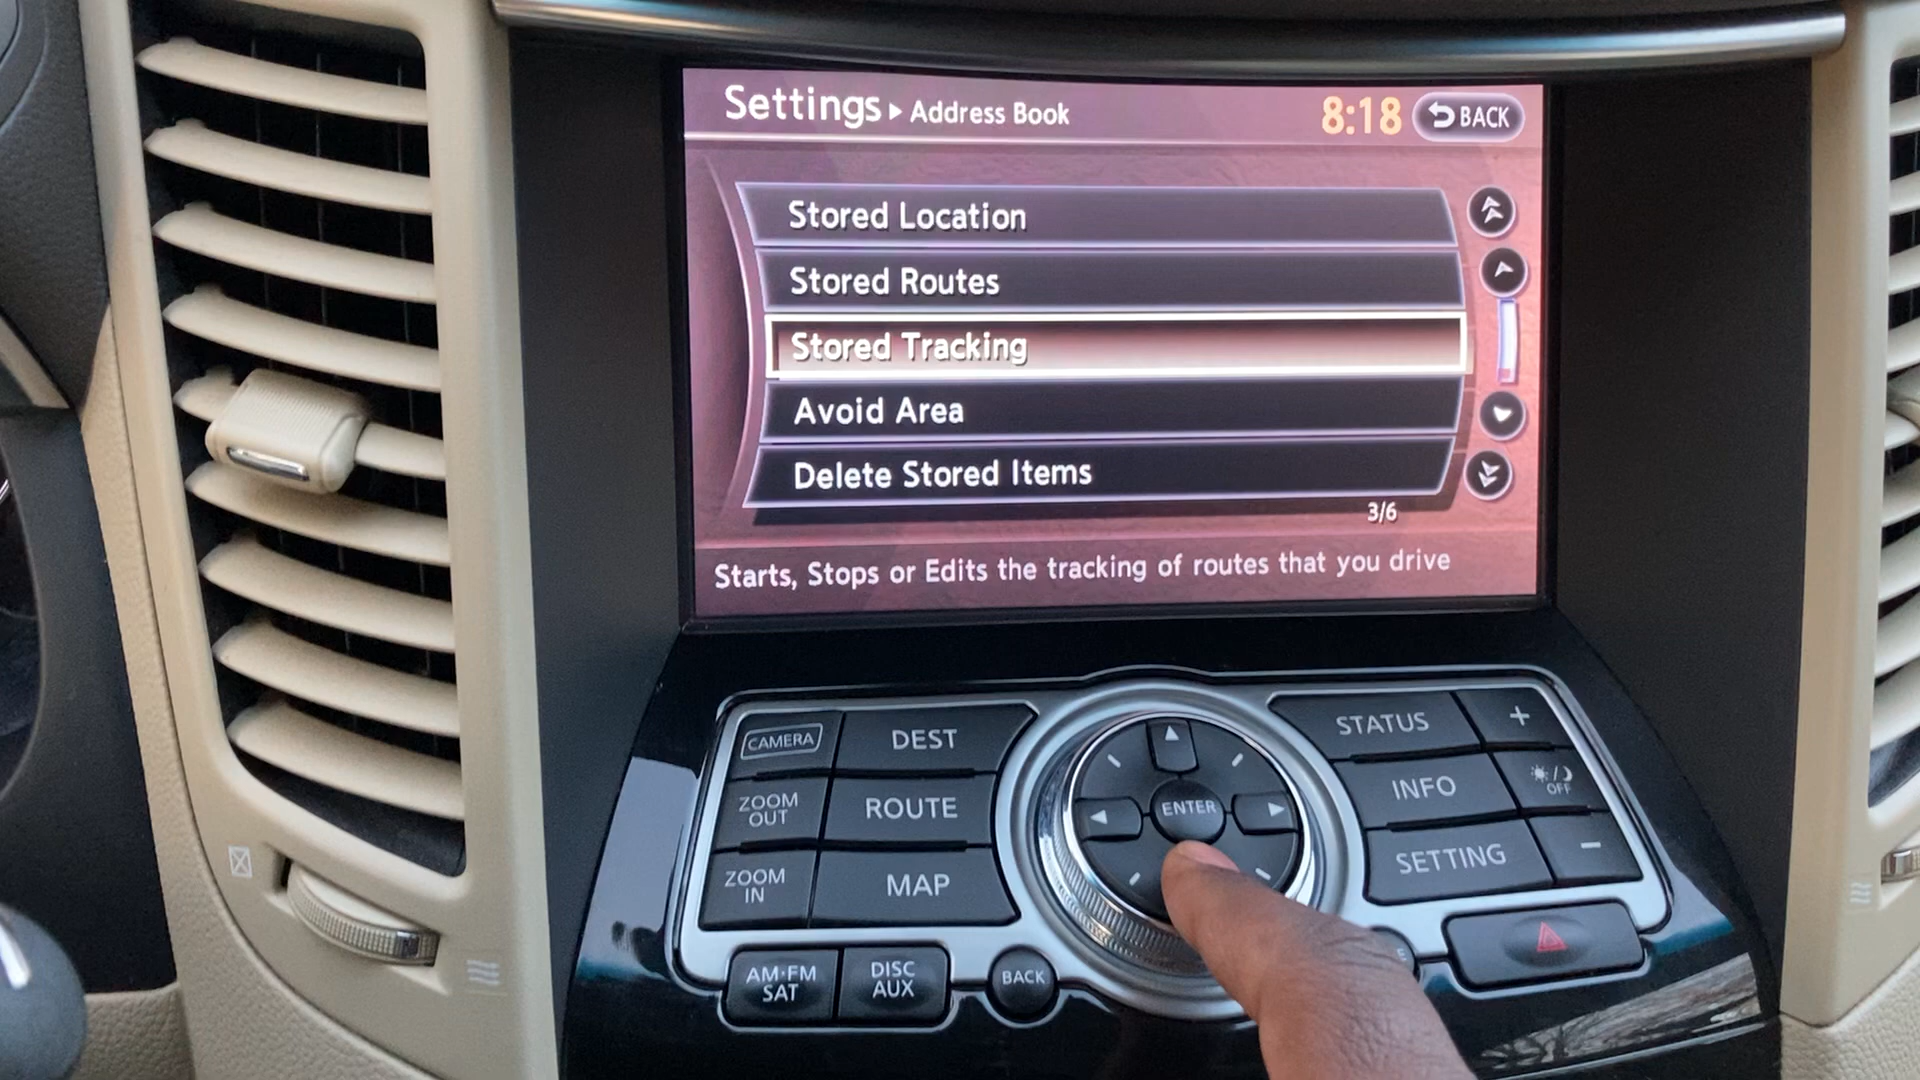 Settings ▸ Address Book 8:18 BACK
Stored Location
Stored Routes
Stored Tracking
Avoid Area
Delete Stored Items
3/6
Starts, Stops or Edits the tracking of routes that you drive
CAMERA DEST
ZOOM OUT ROUTE
ZOOM IN MAP
ENTER
STATUS +
INFO OFF
SETTING −
AM·FM SAT
DISC AUX
BACK